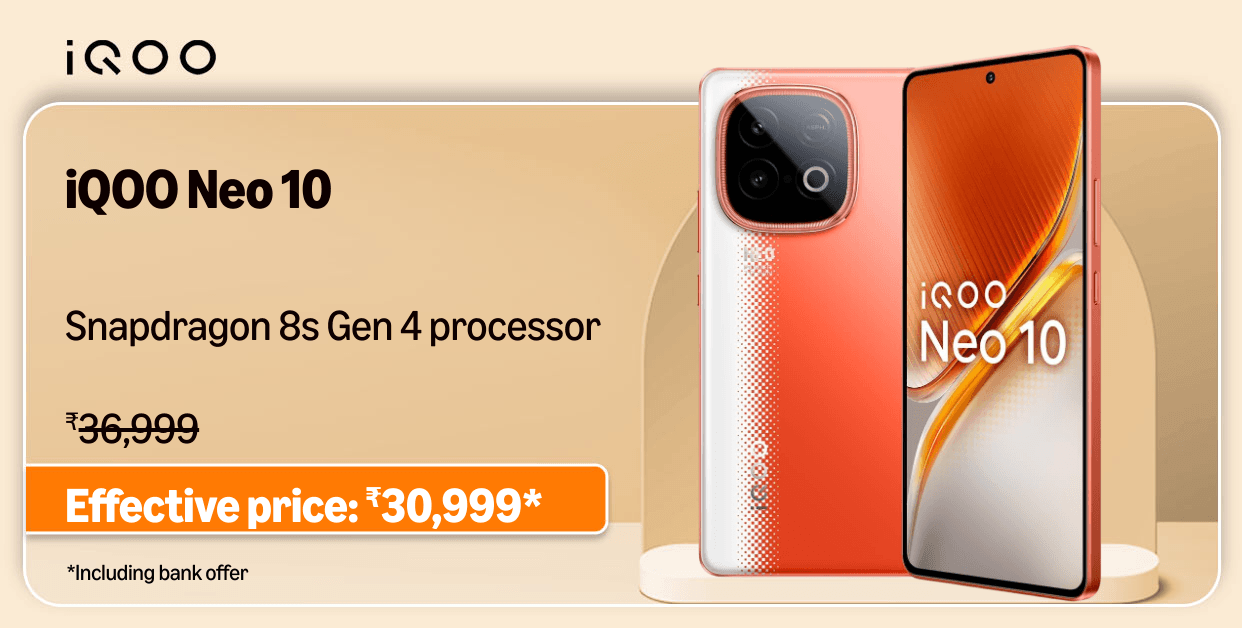 iQOO
iQOO Neo 10
Snapdragon 8s Gen 4 processor
₹36,999
Effective price: ₹30,999*
*Including bank offer
iQOO
iQOO
Neo 10